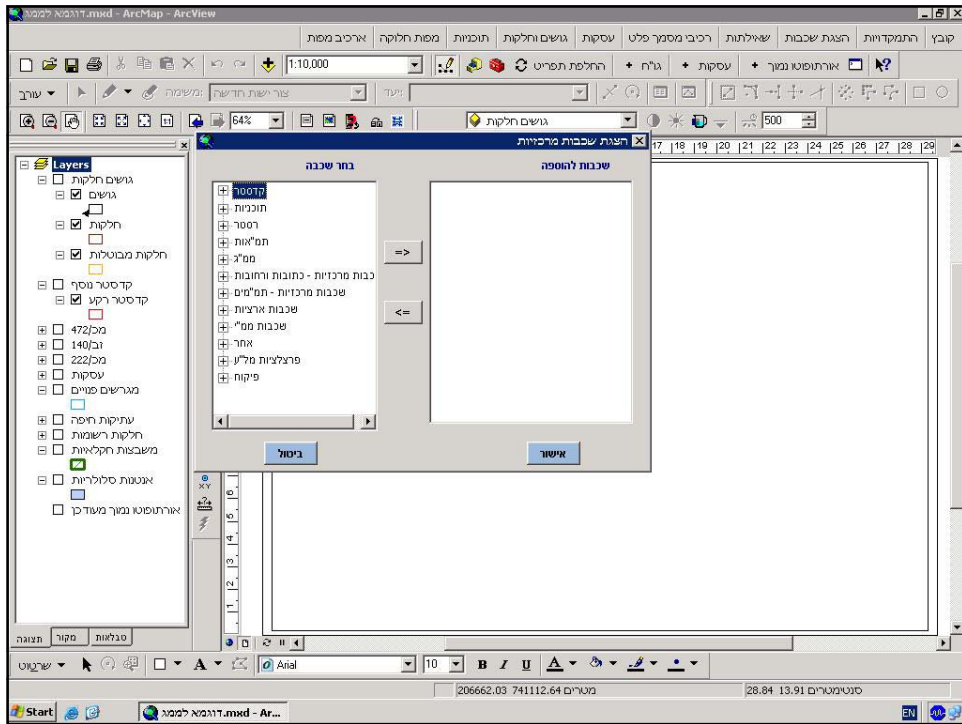 דוגמא לממג.mxd - ArcMap - ArcView
קובץ התמקדויות הצגת שכבות שאילתות רכיבי מסמך פלט עסקות גושים וחלקות תוכניות מפות חלוקה ארכיב מפות
1:10,000
החלפת תפריט + גו"ח + עסקות + אורתופוטו נמוך
עורך
משימה: צור ישות חדשה
יעד:
64%
גושים חלקות
500
הצגת שכבות מרכזיות
17 18 19 20 21 22 23 24 25 26 27 28 29
בחר שכבה
שכבות להוספה
קדסטר
תוכניות
רסטר
תמ"אות
ממ"ג
כבות מרכזיות - כתובות ורחובות
שכבות מרכזיות - תמ"מים
שכבות ארציות
שכבות ממ"י
אחר
פרצלציות מל"ע
פיקוח
=>
<=
ביטול
אישור
Layers
גושים חלקות
גושים
חלקות
חלקות מבוטלות
קדסטר נוסף
קדסטר רקע
מכ/472
זב/140
מכ/222
עסקות
מגרשים פנויים
עתיקות חיפה
חלקות רשומות
משבצות חקלאיות
אנטנות סלולריות
אורתופוטו נמוך מעודכן
XY
תצוגה מקור טבלאות
שרטוט
A
Arial
10
B I U A
206662.03 741112.64 מטרים
28.84 13.91 סנטימטרים
Start
דוגמא לממג.mxd - Ar...
EN